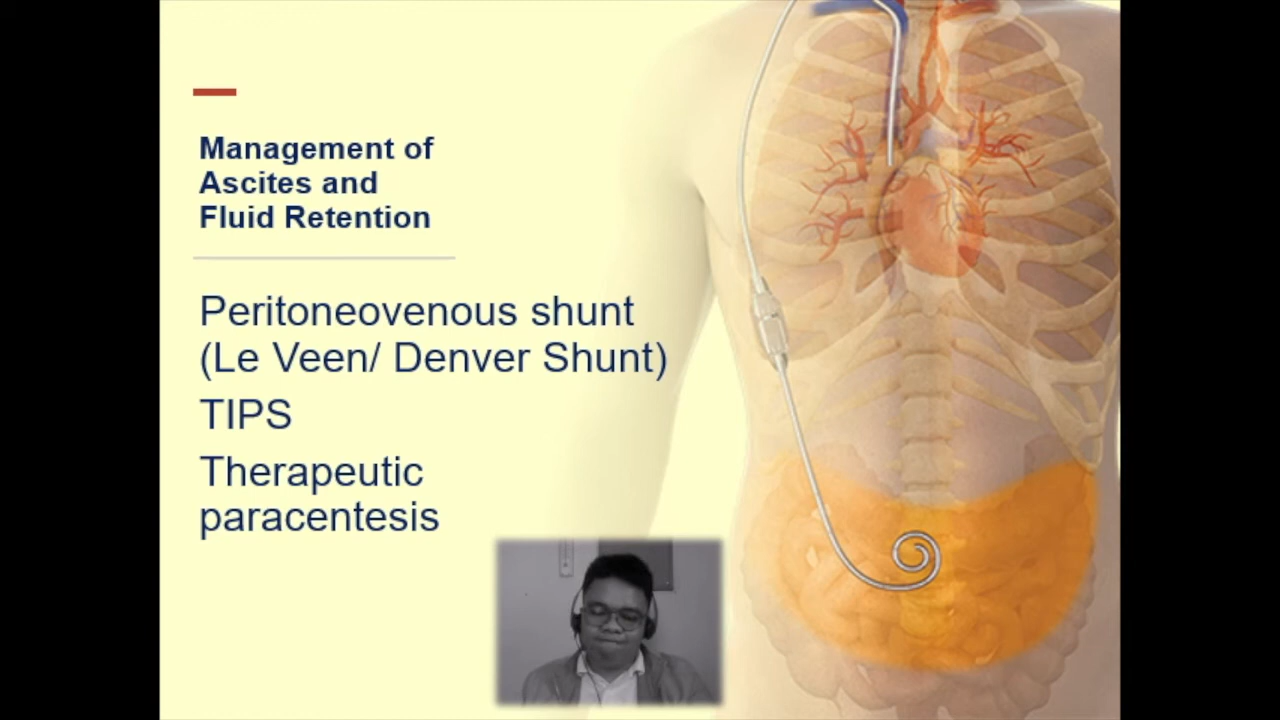 Management of
Ascites and
Fluid Retention
Peritoneovenous shunt
(Le Veen/ Denver Shunt)
TIPS
Therapeutic
paracentesis